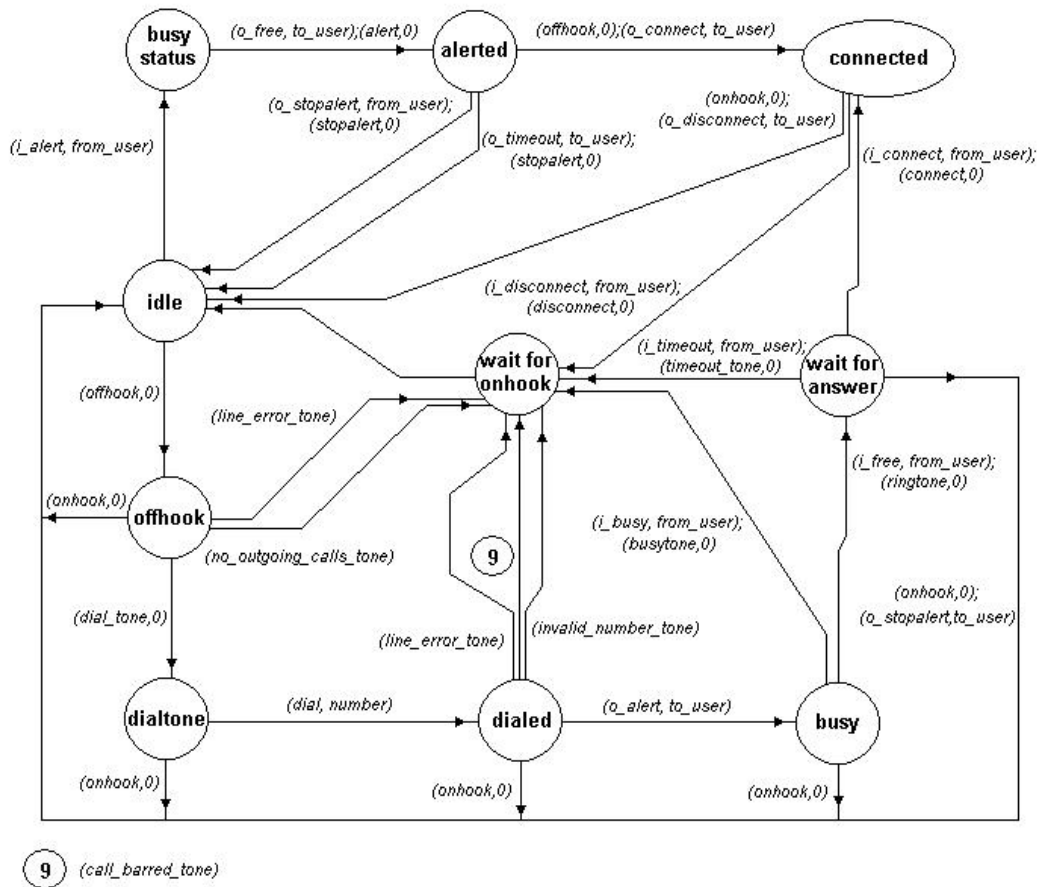 busy
status
(o_free, to_user);(alert,0)
alerted
(offhook,0);(o_connect, to_user)
connected
(i_alert, from_user)
(o_stopalert, from_user);
(stopalert,0)
(o_timeout, to_user);
(stopalert,0)
(onhook,0);
(o_disconnect, to_user)
(i_connect, from_user);
(connect,0)
idle
(i_disconnect, from_user);
(disconnect,0)
wait for
onhook
(i_timeout, from_user);
(timeout_tone,0)
wait for
answer
(offhook,0)
(line_error_tone)
(onhook,0)
offhook
(no_outgoing_calls_tone)
9
(i_busy, from_user);
(busytone,0)
(i_free, from_user);
(ringtone,0)
(dial_tone,0)
(line_error_tone)
(invalid_number_tone)
(onhook,0);
(o_stopalert,to_user)
dialtone
(dial, number)
dialed
(o_alert, to_user)
busy
(onhook,0)
(onhook,0)
(onhook,0)
9 (call_barred_tone)